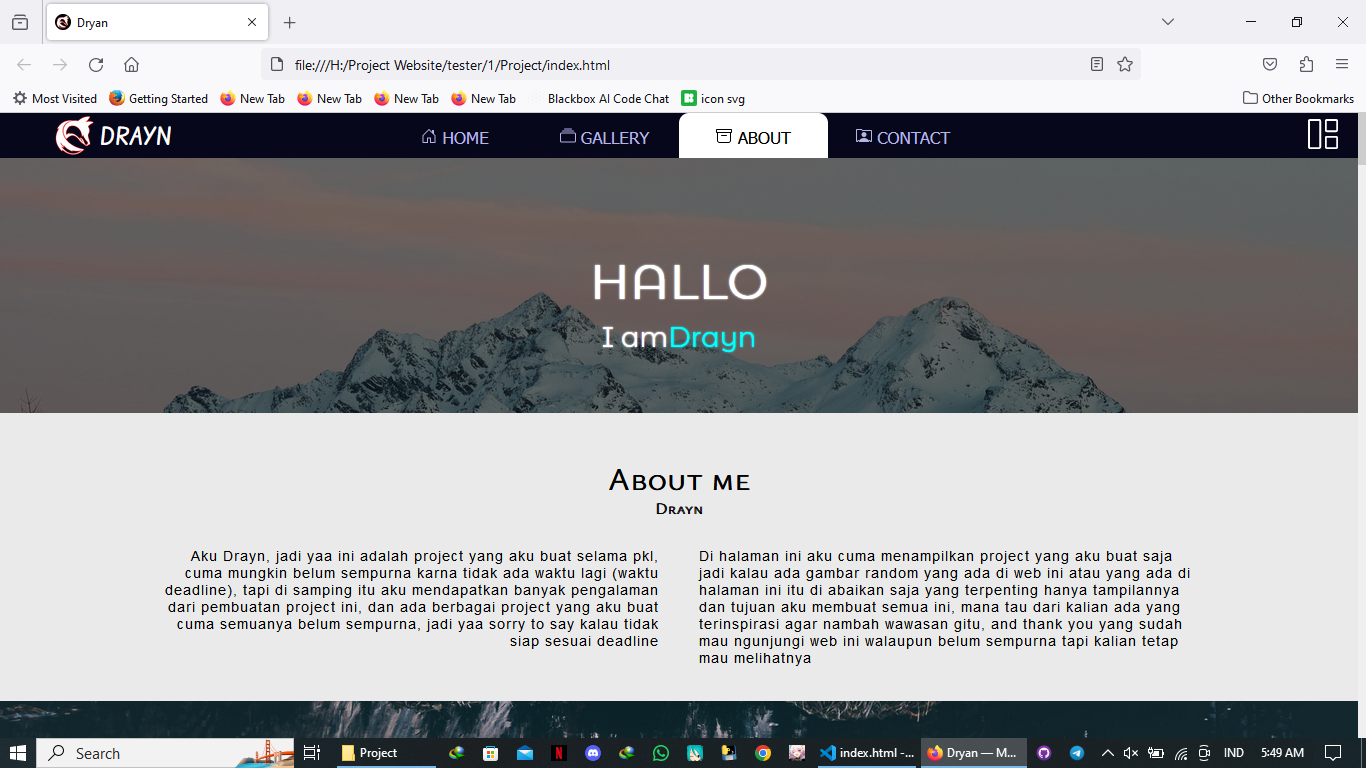 Dryan
file:///H:/Project Website/tester/1/Project/index.html
Most Visited Getting Started New Tab New Tab New Tab New Tab Blackbox AI Code Chat icon svg Other Bookmarks
DRAYN HOME GALLERY ABOUT CONTACT
HALLO
I amDrayn
About me
Drayn
Aku Drayn, jadi yaa ini adalah project yang aku buat selama pkl,
cuma mungkin belum sempurna karna tidak ada waktu lagi (waktu
deadline), tapi di samping itu aku mendapatkan banyak pengalaman
dari pembuatan project ini, dan ada berbagai project yang aku buat
cuma semuanya belum sempurna, jadi yaa sorry to say kalau tidak
siap sesuai deadline
Di halaman ini aku cuma menampilkan project yang aku buat saja
jadi kalau ada gambar random yang ada di web ini atau yang ada di
halaman ini itu di abaikan saja yang terpenting hanya tampilannya
dan tujuan aku membuat semua ini, mana tau dari kalian ada yang
terinspirasi agar nambah wawasan gitu, and thank you yang sudah
mau ngunjungi web ini walaupun belum sempurna tapi kalian tetap
mau melihatnya
Search Project index.html -... Dryan — M... IND 5:49 AM